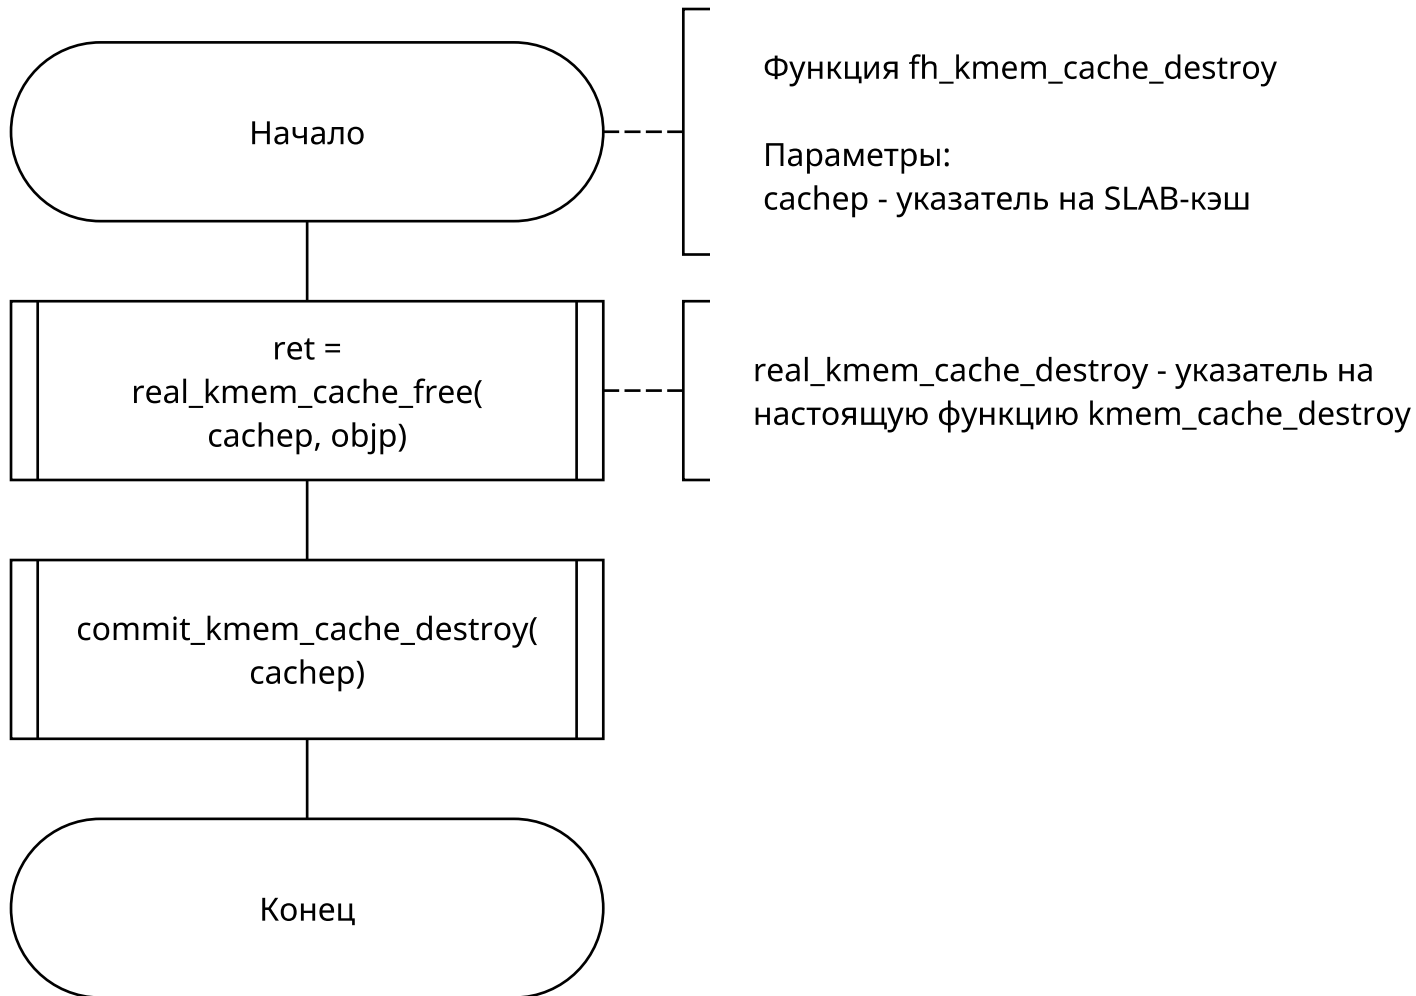 Начало
Функция fh_kmem_cache_destroy
Параметры:
cachep - указатель на SLAB-кэш
ret =
real_kmem_cache_free(
cachep, objp)
real_kmem_cache_destroy - указатель на
настоящую функцию kmem_cache_destroy
commit_kmem_cache_destroy(
cachep)
Конец